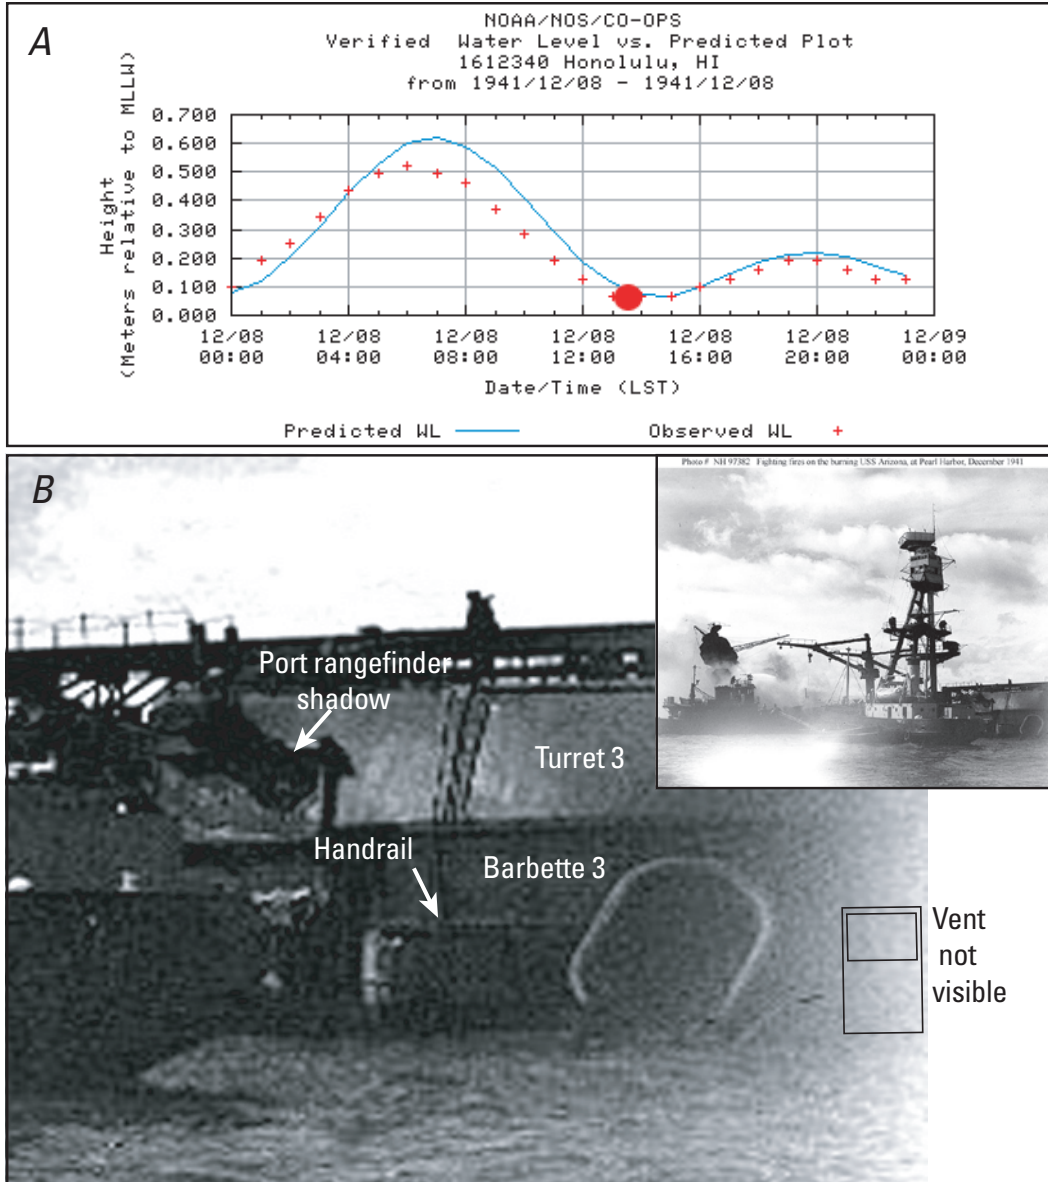 A
NOAA/NOS/CO-OPS
Verified Water Level vs. Predicted Plot
1612340 Honolulu, HI
from 1941/12/08 - 1941/12/08
Height
(Meters relative to MLLW)
0.700
0.600
0.500
0.400
0.300
0.200
0.100
0.000
12/08 12/08 12/08 12/08 12/08 12/08 12/09
00:00 04:00 08:00 12:00 16:00 20:00 00:00
Date/Time (LST)
Predicted WL Observed WL +
B
Photo # NH 97382 Fighting fires on the burning USS Arizona, at Pearl Harbor, December 1941
Port rangefinder
shadow
Turret 3
Handrail
Barbette 3
Vent
not
visible